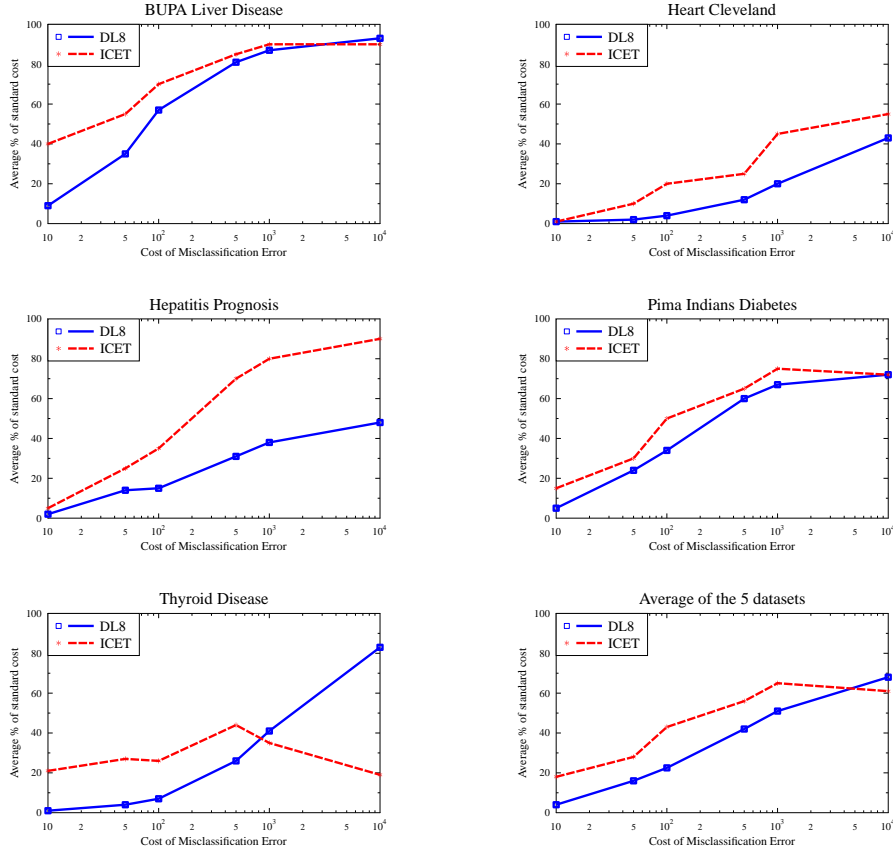 BUPA Liver Disease
DL8
ICET
Average % of standard cost
100
80
60
40
20
0
10 2 5 10² 2 5 10³ 2 5 10⁴
Cost of Misclassification Error
Heart Cleveland
DL8
ICET
Average % of standard cost
100
80
60
40
20
0
10 2 5 10² 2 5 10³ 2 5 10⁴
Cost of Misclassification Error
Hepatitis Prognosis
DL8
ICET
Average % of standard cost
100
80
60
40
20
0
10 2 5 10² 2 5 10³ 2 5 10⁴
Cost of Misclassification Error
Pima Indians Diabetes
DL8
ICET
Average % of standard cost
100
80
60
40
20
0
10 2 5 10² 2 5 10³ 2 5 10⁴
Cost of Misclassification Error
Thyroid Disease
DL8
ICET
Average % of standard cost
100
80
60
40
20
0
10 2 5 10² 2 5 10³ 2 5 10⁴
Cost of Misclassification Error
Average of the 5 datasets
DL8
ICET
Average % of standard cost
100
80
60
40
20
0
10 2 5 10² 2 5 10³ 2 5 10⁴
Cost of Misclassification Error